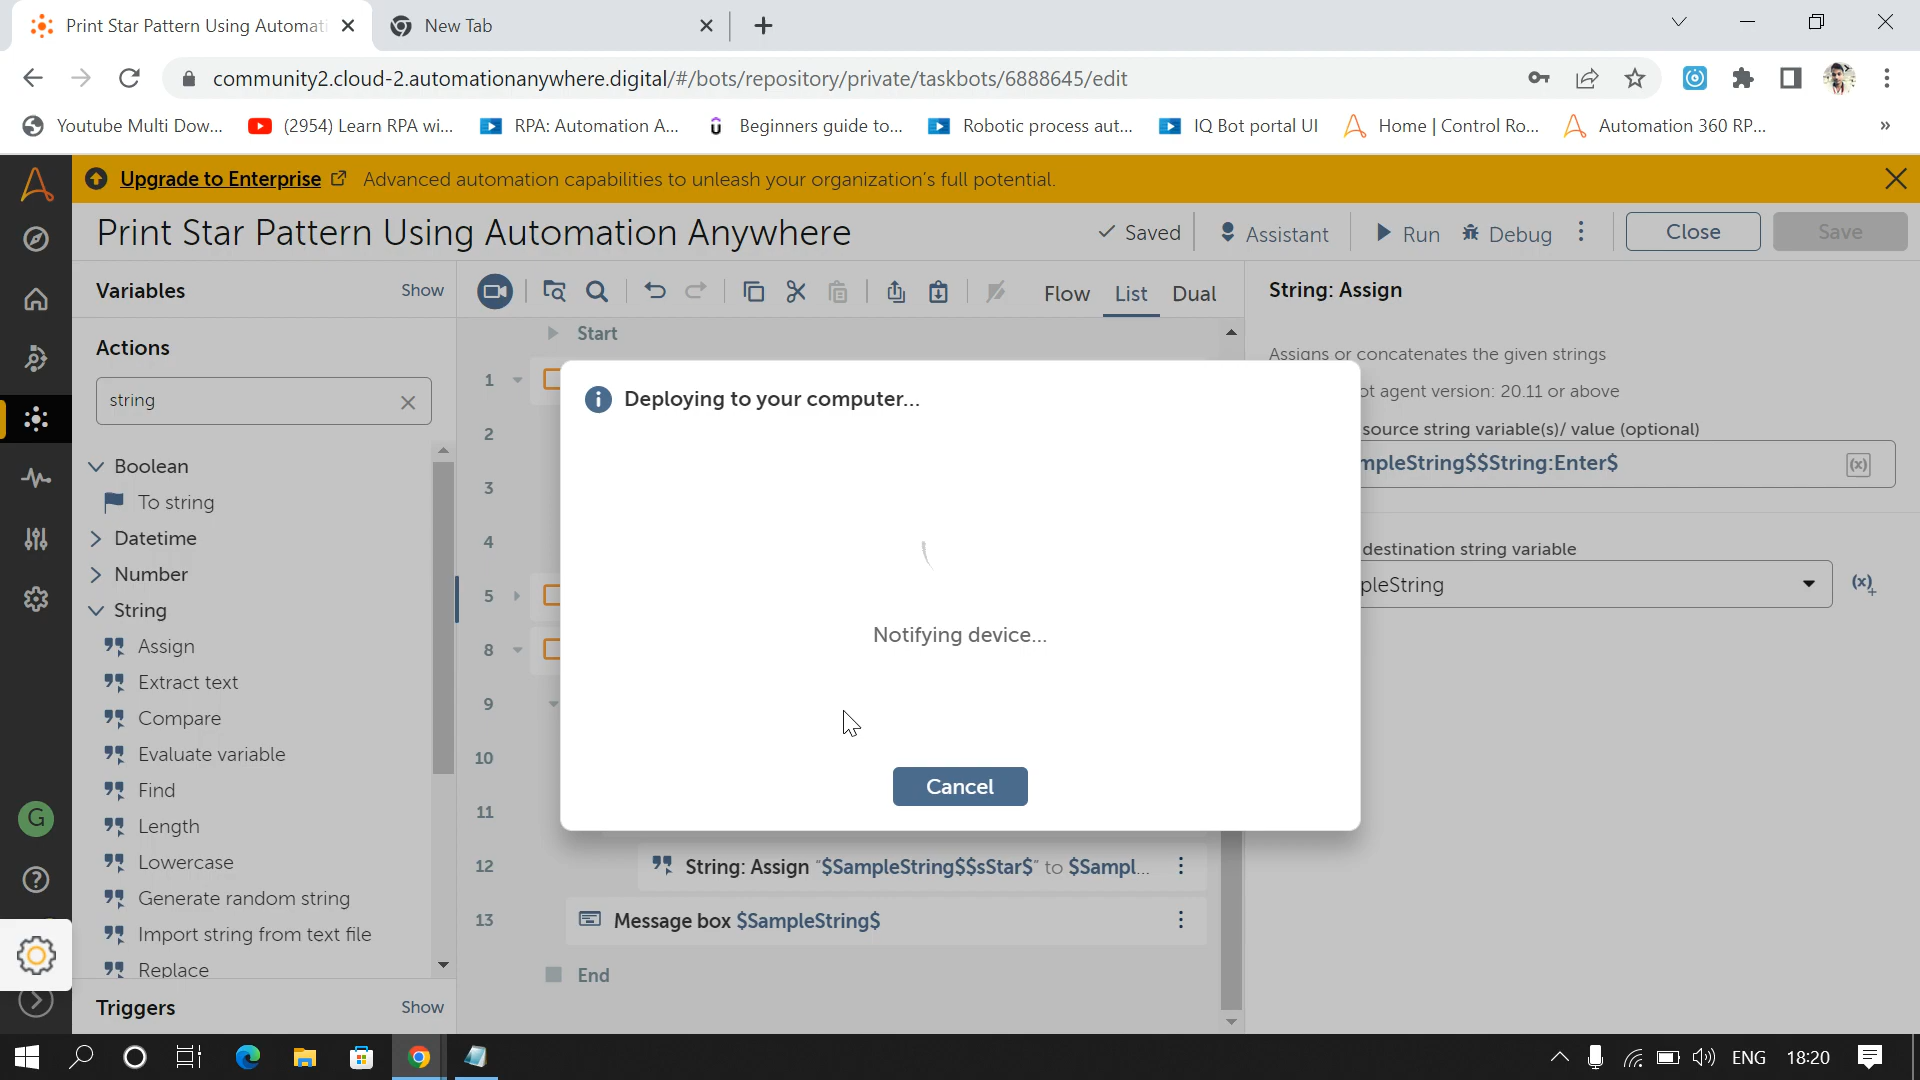 Print Star Pattern Using Automati
New Tab
community2.cloud-2.automationanywhere.digital/#/bots/repository/private/taskbots/6888645/edit
Youtube Multi Dow...
(2954) Learn RPA wi...
RPA: Automation A...
Beginners guide to...
Robotic process aut...
IQ Bot portal UI
Home | Control Ro...
Automation 360 RP...
»
Upgrade to Enterprise
Advanced automation capabilities to unleash your organization's full potential.
Print Star Pattern Using Automation Anywhere
Saved
Assistant
Run
Debug
Close
Save
Variables
Show
Flow
List
Dual
String: Assign
Actions
Start
Assigns or concatenates the given strings
string
1
Deploying to your computer...
ot agent version: 20.11 or above
2
source string variable(s)/ value (optional)
Boolean
mpleString$$String:Enter$
(x)
3
To string
Datetime
4
destination string variable
Number
5
pleString
(x)+
String
Notifying device...
Assign
8
Extract text
9
Compare
Evaluate variable
10
Cancel
Find
11
Length
G
12
String: Assign "$SampleString$$sStar$" to $Sampl...
Lowercase
Generate random string
13
Message box $SampleString$
Import string from text file
Replace
End
Triggers
Show
ENG
18:20